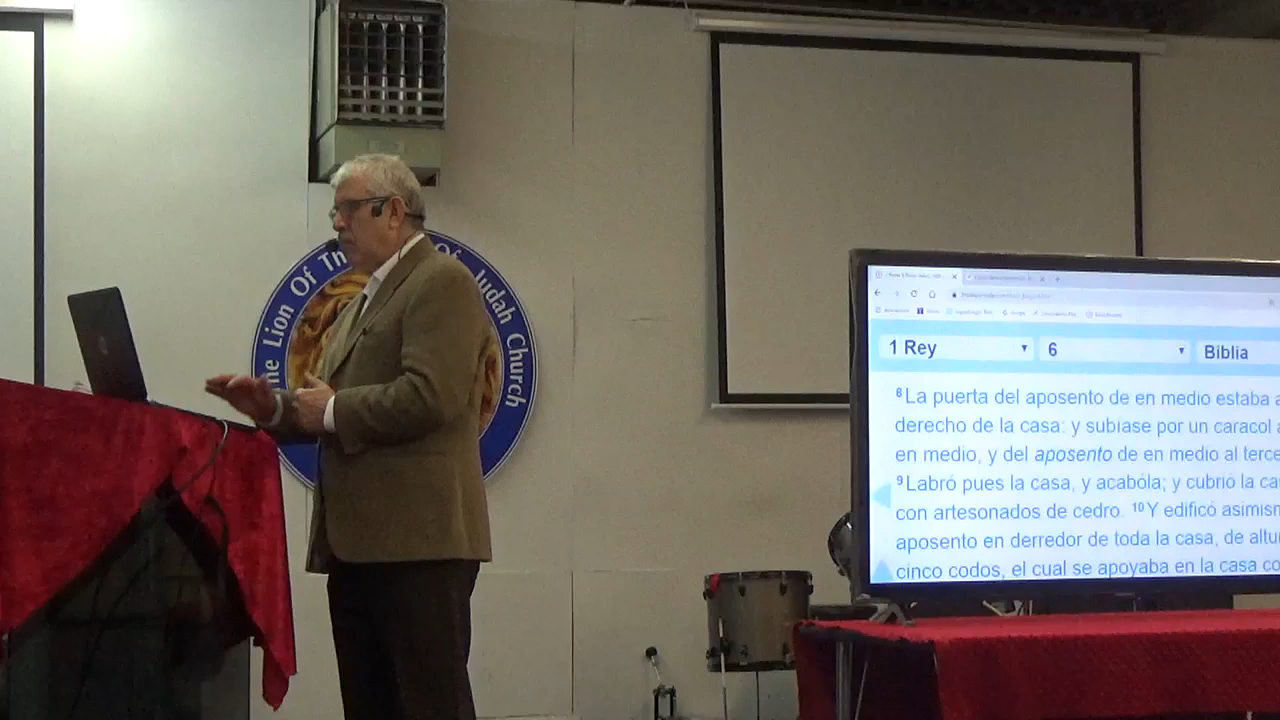 The Lion Of The Of Judah Church
1 Rey
6
Biblia
8 La puerta del aposento de en medio estaba a
derecho de la casa: y subíase por un caracol a
en medio, y del aposento de en medio al terce
9 Labró pues la casa, y acabóla; y cubrió la ca
con artesonados de cedro. 10 Y edificó asimism
aposento en derredor de toda la casa, de altu
cinco codos, el cual se apoyaba en la casa co